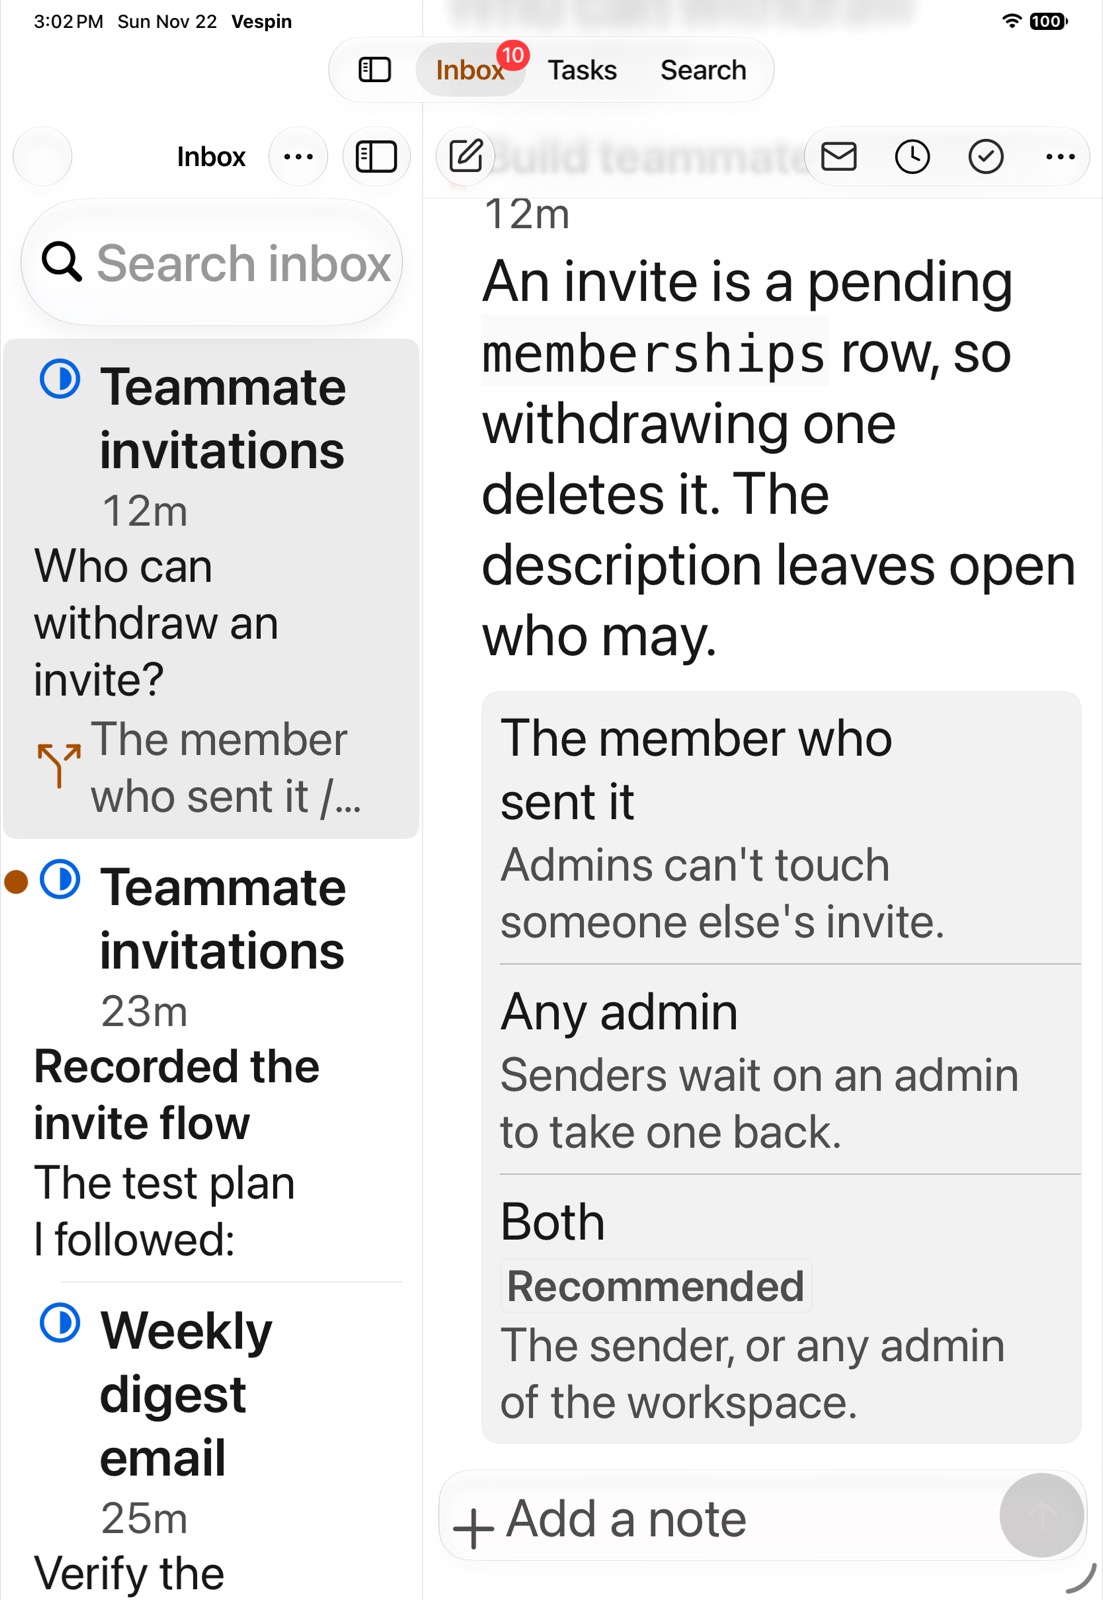 3:02 PM Sun Nov 22 Vespin
100
Inbox 10 Tasks Search
Inbox
Build teammate
Search inbox
Teammate
invitations
12m
Who can
withdraw an
invite?
The member
who sent it /...
Teammate
invitations
23m
Recorded the
invite flow
The test plan
I followed:
Weekly
digest
email
25m
Verify the
12m
An invite is a pending
memberships row, so
withdrawing one
deletes it. The
description leaves open
who may.
The member who
sent it
Admins can't touch
someone else's invite.
Any admin
Senders wait on an admin
to take one back.
Both
Recommended
The sender, or any admin
of the workspace.
Add a note